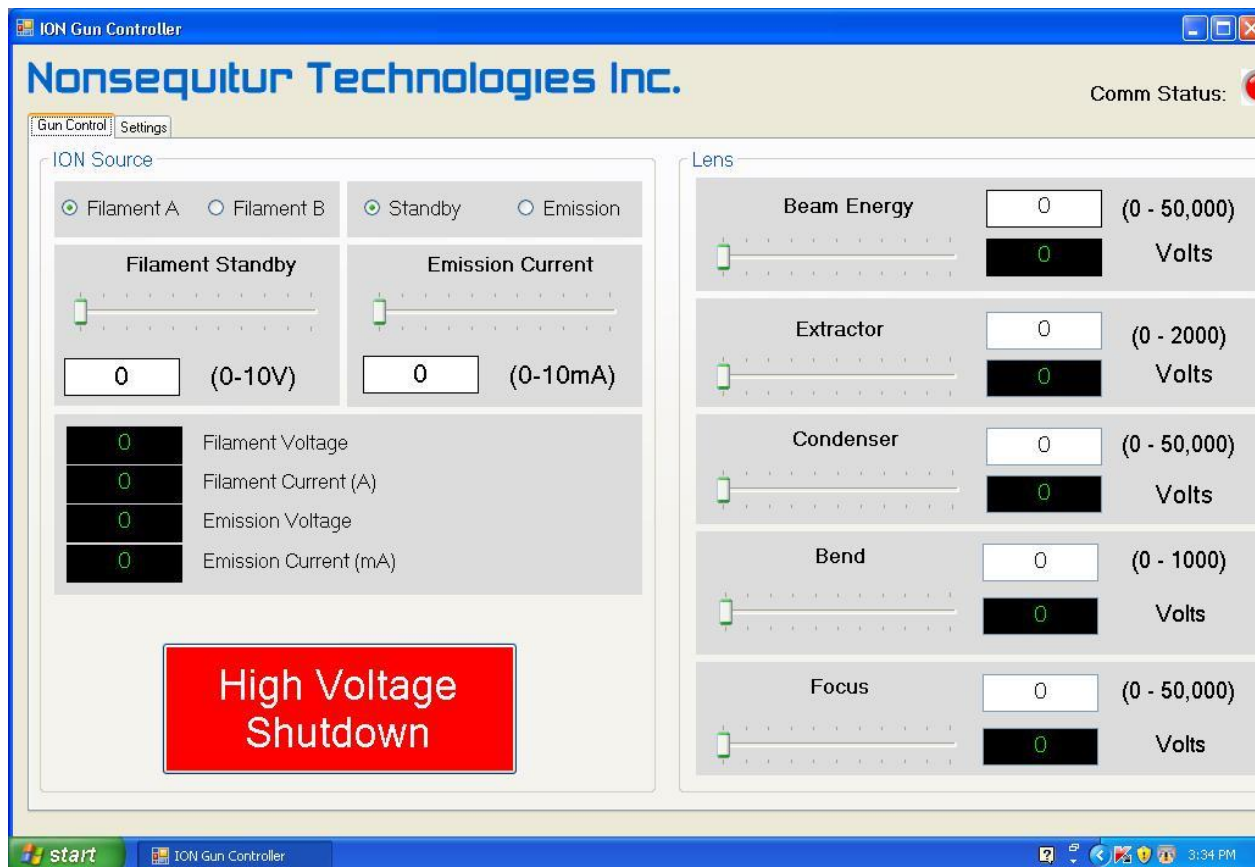 ION Gun Controller
Nonsequitur Technologies Inc.
Comm Status:
Gun Control Settings
ION Source
Filament A Filament B Standby Emission
Filament Standby
0 (0-10V)
Emission Current
0 (0-10mA)
0 Filament Voltage
0 Filament Current (A)
0 Emission Voltage
0 Emission Current (mA)
High Voltage
Shutdown
Lens
Beam Energy 0 (0 - 50,000)
0 Volts
Extractor 0 (0 - 2000)
0 Volts
Condenser 0 (0 - 50,000)
0 Volts
Bend 0 (0 - 1000)
0 Volts
Focus 0 (0 - 50,000)
0 Volts
start ION Gun Controller 3:34 PM